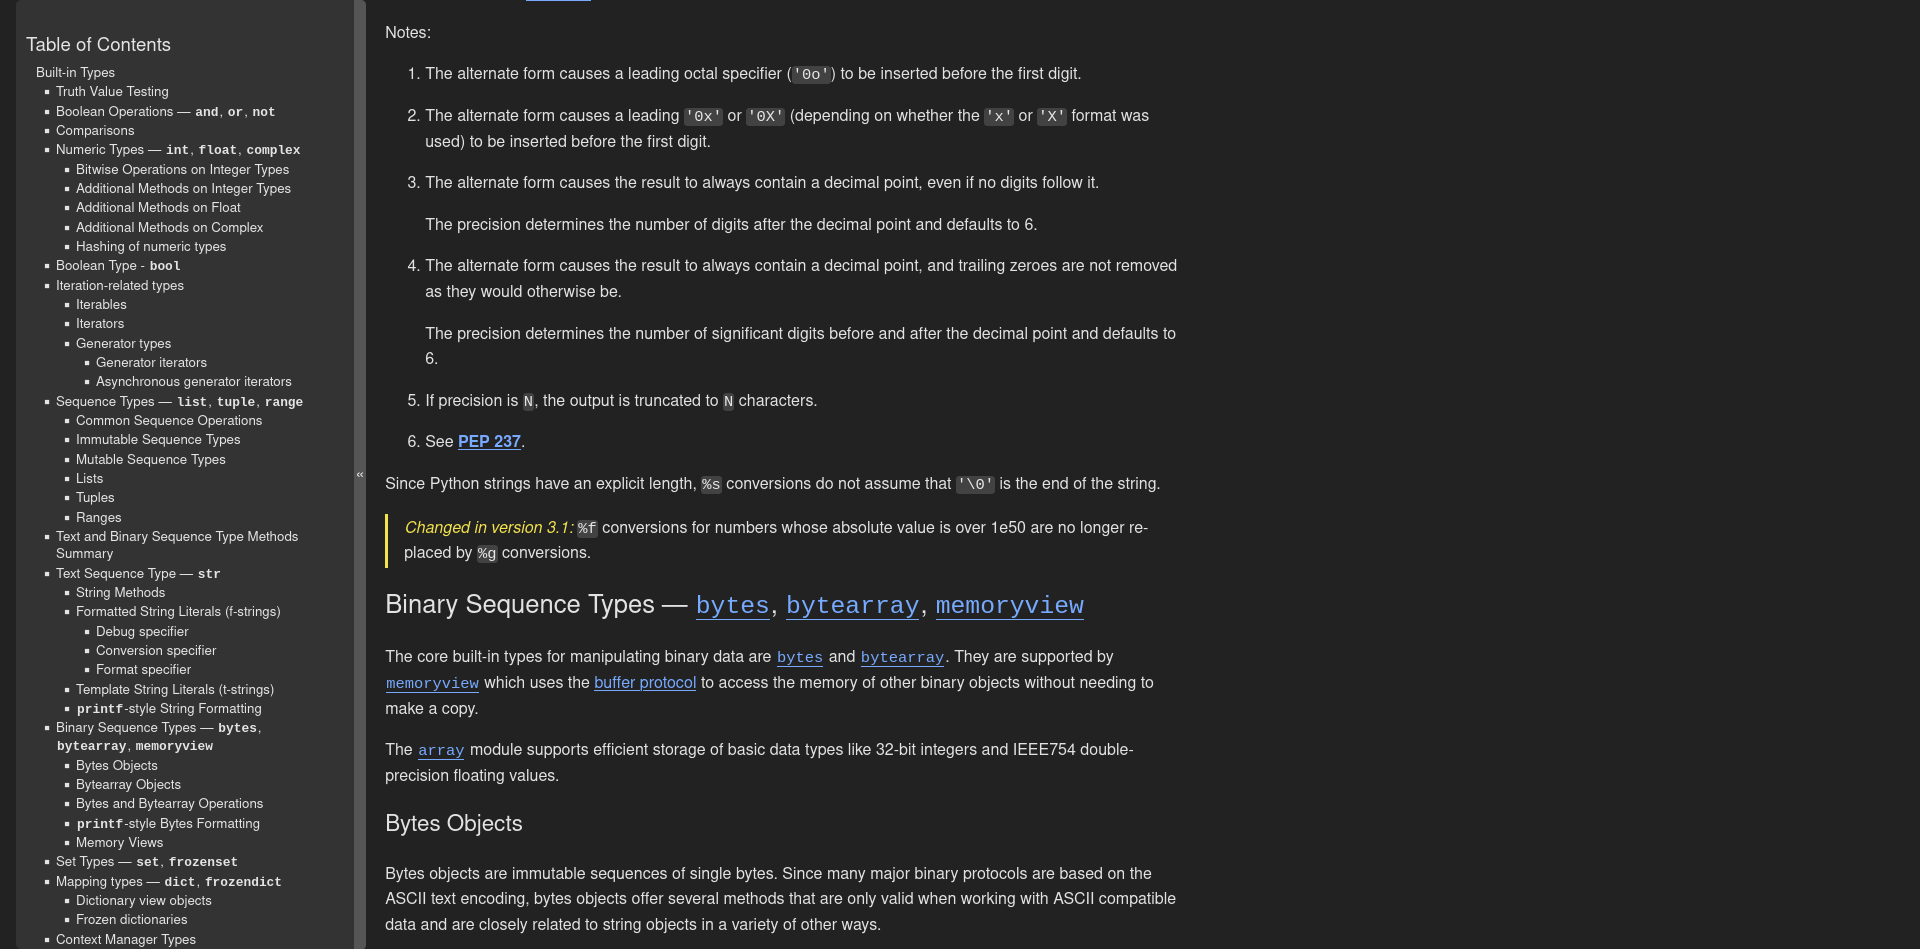 Table of Contents
Built-in Types
▪ Truth Value Testing
▪ Boolean Operations — and, or, not
▪ Comparisons
▪ Numeric Types — int, float, complex
▪ Bitwise Operations on Integer Types
▪ Additional Methods on Integer Types
▪ Additional Methods on Float
▪ Additional Methods on Complex
▪ Hashing of numeric types
▪ Boolean Type - bool
▪ Iteration-related types
▪ Iterables
▪ Iterators
▪ Generator types
▪ Generator iterators
▪ Asynchronous generator iterators
▪ Sequence Types — list, tuple, range
▪ Common Sequence Operations
▪ Immutable Sequence Types
▪ Mutable Sequence Types
▪ Lists
▪ Tuples
▪ Ranges
▪ Text and Binary Sequence Type Methods
Summary
▪ Text Sequence Type — str
▪ String Methods
▪ Formatted String Literals (f-strings)
▪ Debug specifier
▪ Conversion specifier
▪ Format specifier
▪ Template String Literals (t-strings)
▪ printf-style String Formatting
▪ Binary Sequence Types — bytes,
bytearray, memoryview
▪ Bytes Objects
▪ Bytearray Objects
▪ Bytes and Bytearray Operations
▪ printf-style Bytes Formatting
▪ Memory Views
▪ Set Types — set, frozenset
▪ Mapping types — dict, frozendict
▪ Dictionary view objects
▪ Frozen dictionaries
▪ Context Manager Types
«
Notes:
1. The alternate form causes a leading octal specifier ('0o') to be inserted before the first digit.
2. The alternate form causes a leading '0x' or '0X' (depending on whether the 'x' or 'X' format was
used) to be inserted before the first digit.
3. The alternate form causes the result to always contain a decimal point, even if no digits follow it.
The precision determines the number of digits after the decimal point and defaults to 6.
4. The alternate form causes the result to always contain a decimal point, and trailing zeroes are not removed
as they would otherwise be.
The precision determines the number of significant digits before and after the decimal point and defaults to
6.
5. If precision is N, the output is truncated to N characters.
6. See PEP 237.
Since Python strings have an explicit length, %s conversions do not assume that '\0' is the end of the string.
Changed in version 3.1: %f conversions for numbers whose absolute value is over 1e50 are no longer re-
placed by %g conversions.
Binary Sequence Types — bytes, bytearray, memoryview
The core built-in types for manipulating binary data are bytes and bytearray. They are supported by
memoryview which uses the buffer protocol to access the memory of other binary objects without needing to
make a copy.
The array module supports efficient storage of basic data types like 32-bit integers and IEEE754 double-
precision floating values.
Bytes Objects
Bytes objects are immutable sequences of single bytes. Since many major binary protocols are based on the
ASCII text encoding, bytes objects offer several methods that are only valid when working with ASCII compatible
data and are closely related to string objects in a variety of other ways.